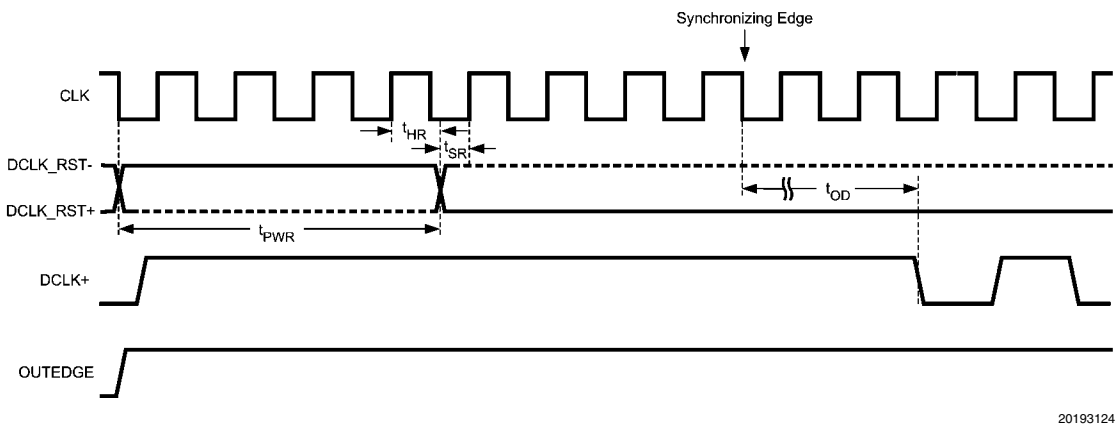 Synchronizing Edge
CLK
tHR
tSR
DCLK_RST-
DCLK_RST+
tOD
tPWR
DCLK+
OUTEDGE
20193124